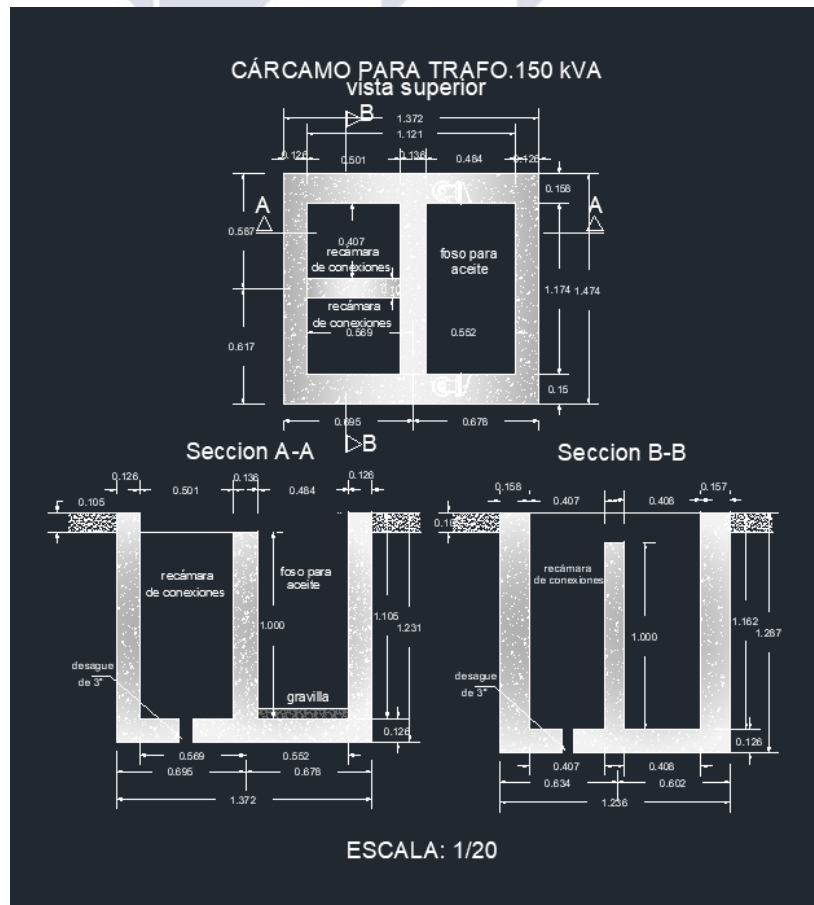 CÁRCAMO PARA TRAFO.150 kVA
vista superior
B
1.372
1.121
0.126 0.501 0.136 0.484 0.126
0.158
A A
0.587
0.407
recámara
de conexiones
foso para
aceite
0.10
1.174 1.474
recámara
de conexiones
0.569 0.552
0.617
0.15
0.695 0.678
B
Seccion A-A
0.126 0.136 0.126
0.501 0.484
0.105
recámara
de conexiones
foso para
aceite
1.000
1.105
1.231
desague
de 3"
gravilla
0.126
0.569 0.552
0.695 0.678
1.372
Seccion B-B
0.158 0.157
0.407 0.408
recámara
de conexiones
1.000
1.162
1.287
desague
de 3"
0.126
0.407 0.408
0.634 0.602
1.236
ESCALA: 1/20